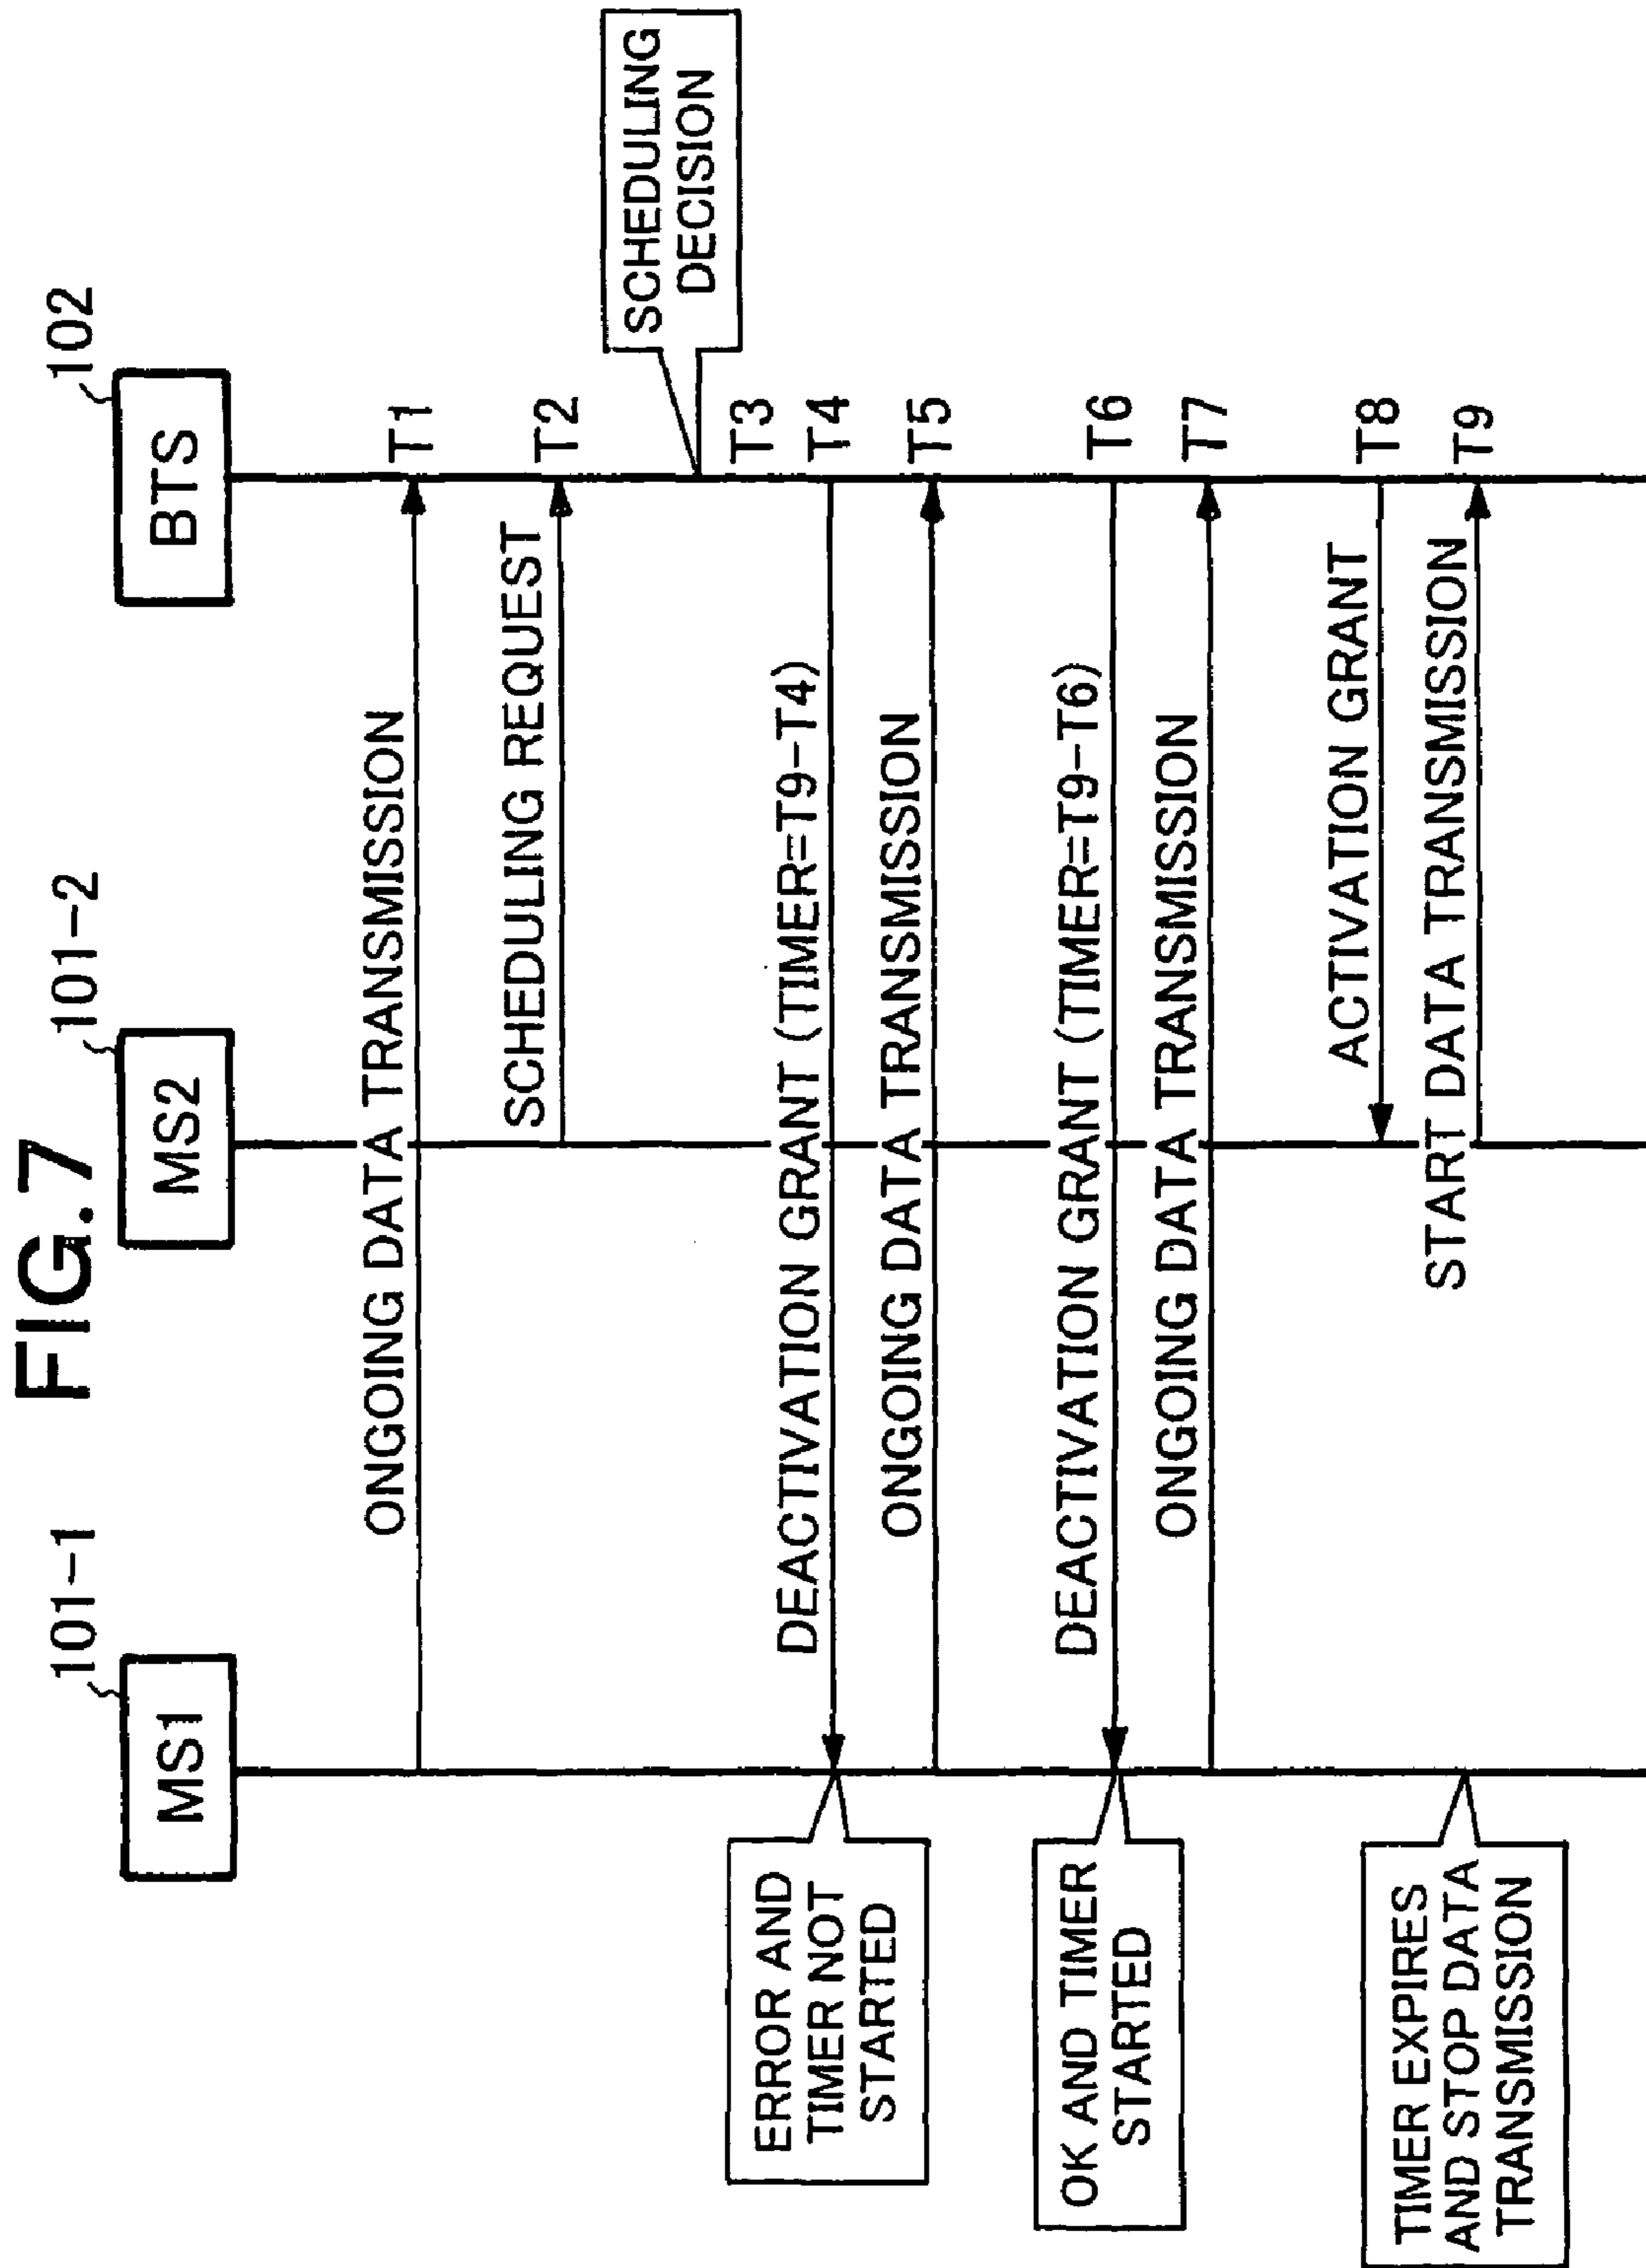 FIG.7
MS1
101-1
MS2
101-2
BTS
102
ONGOING DATA TRANSMISSION
T1
SCHEDULING REQUEST
T2
SCHEDULING
DECISION
T3
DEACTIVATION GRANT (TIMER=T9-T4)
T4
ERROR AND
TIMER NOT
STARTED
ONGOING DATA TRANSMISSION
T5
DEACTIVATION GRANT (TIMER=T9-T6)
T6
OK AND TIMER
STARTED
ONGOING DATA TRANSMISSION
T7
ACTIVATION GRANT
T8
START DATA TRANSMISSION
T9
TIMER EXPIRES
AND STOP DATA
TRANSMISSION